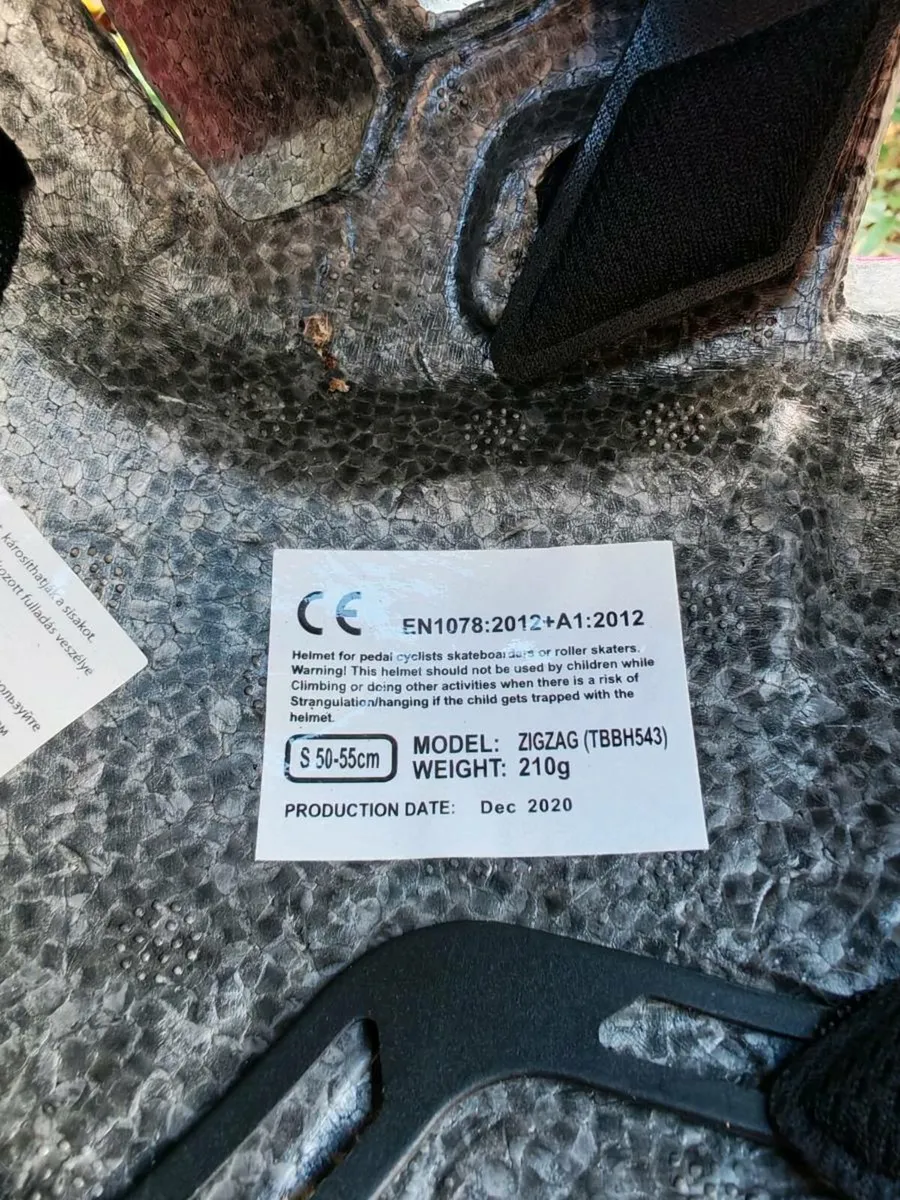 károsíthatják a sisakot.
fulladás veszélye
CE EN1078:2012+A1:2012
Helmet for pedal cyclists skateboarders or roller skaters.
Warning! This helmet should not be used by children while
Climbing or doing other activities when there is a risk of
Strangulation/hanging if the child gets trapped with the
helmet.
S 50-55cm
MODEL: ZIGZAG (TBBH543)
WEIGHT: 210g
PRODUCTION DATE: Dec 2020